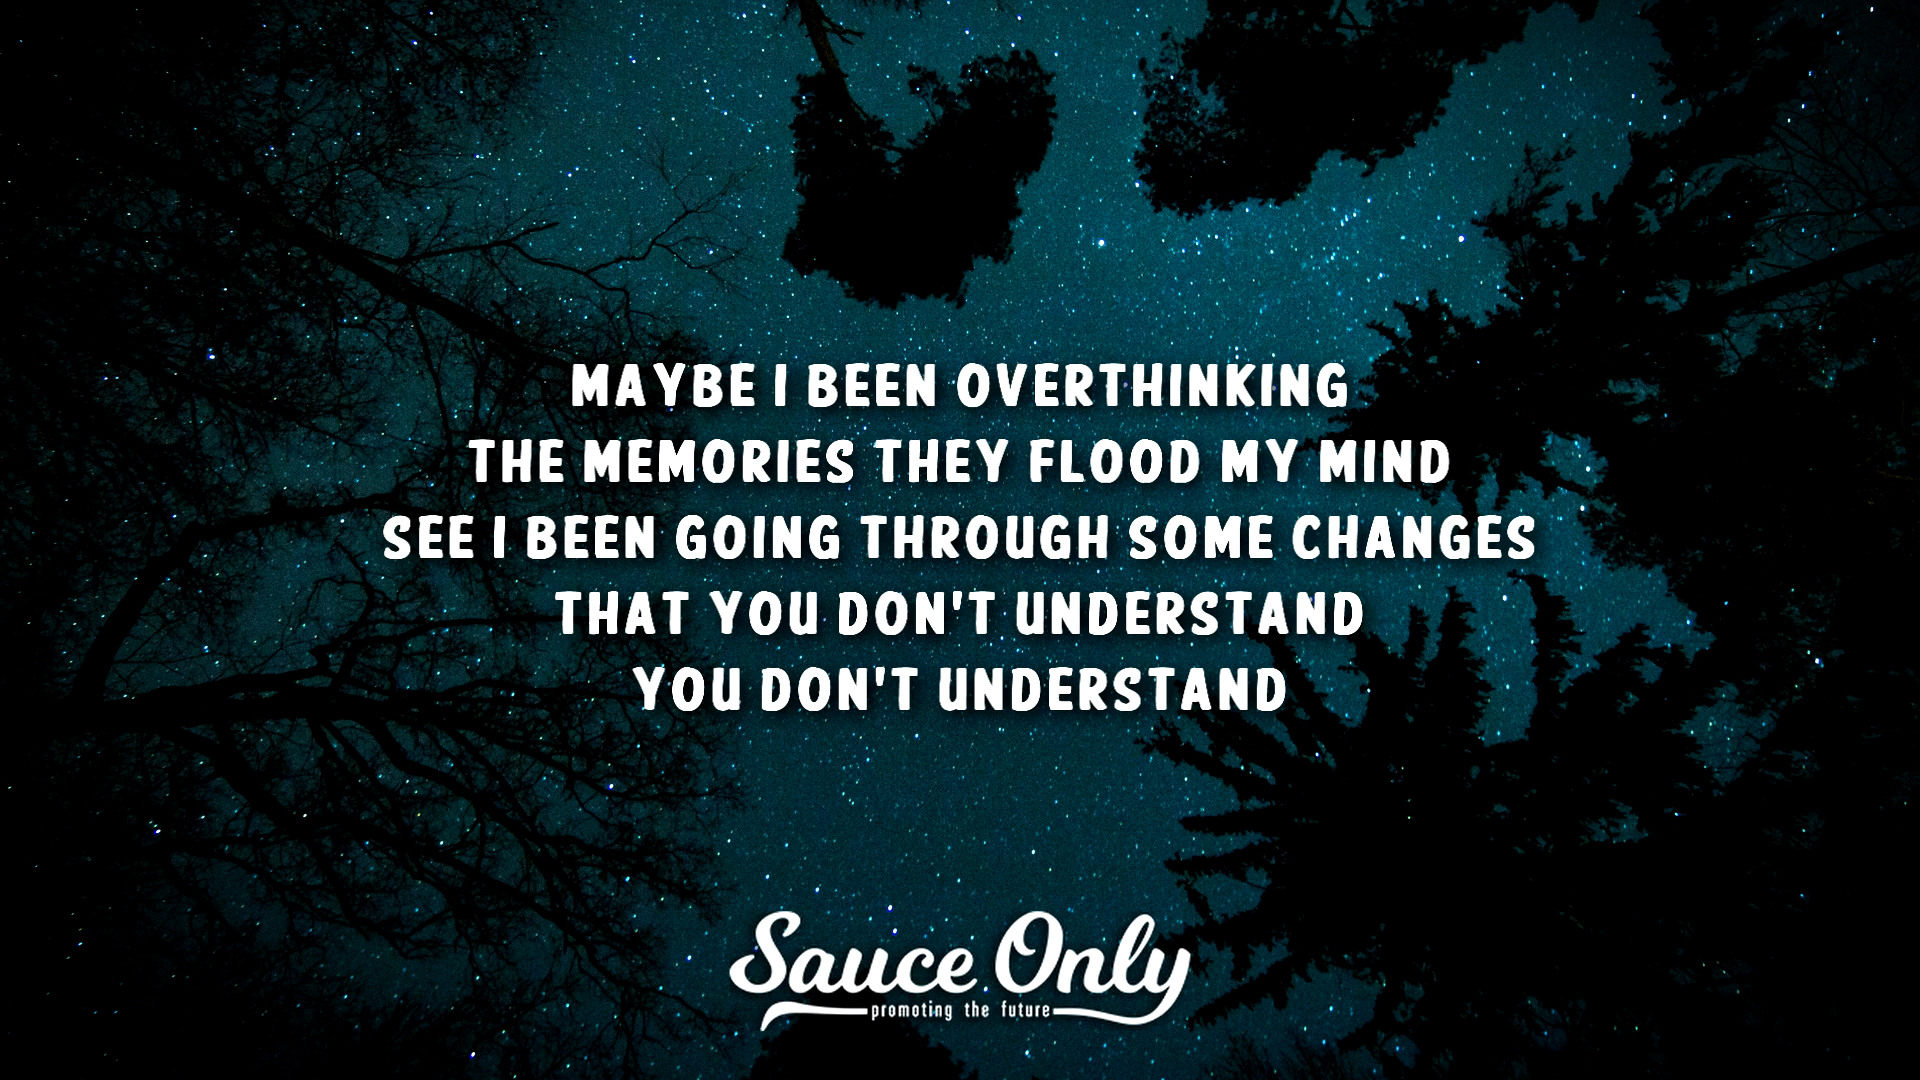 MAYBE I BEEN OVERTHINKING
THE MEMORIES THEY FLOOD MY MIND
SEE I BEEN GOING THROUGH SOME CHANGES
THAT YOU DON'T UNDERSTAND
YOU DON'T UNDERSTAND
Sauce Only
promoting the future